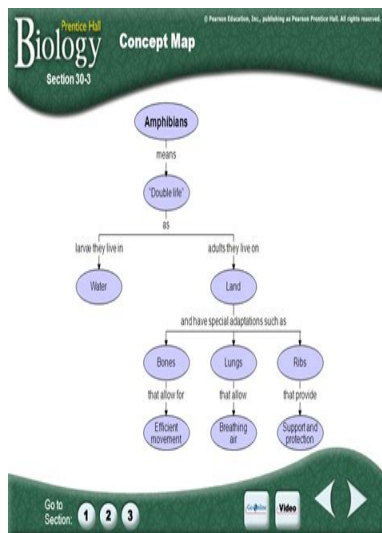 © Pearson Education, Inc., publishing as Pearson Prentice Hall. All rights reserved.
Prentice Hall
Biology
Concept Map
Section 30-3
Amphibians
means
"Double life"
as
larvae they live in
adults they live on
Water
Land
and have special adaptations such as
Bones
Lungs
Ribs
that allow for
that allow
that provide
Efficient
movement
Breathing
air
Support and
protection
Go to
Section:
1 2 3
Go Online
Video